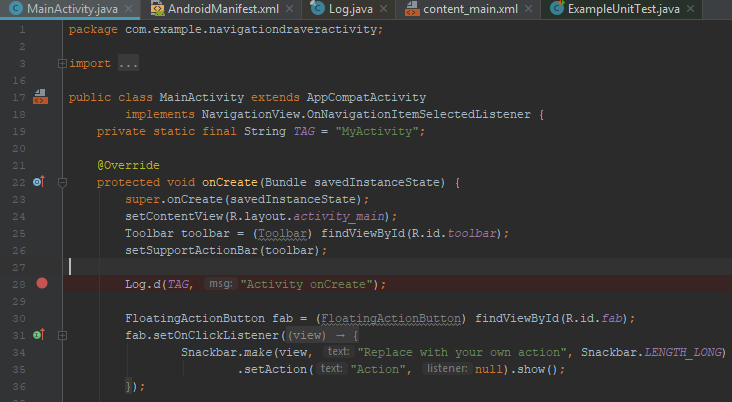 MainActivity.java AndroidManifest.xml Log.java content_main.xml ExampleUnitTest.java
1 package com.example.navigationdraveractivity;
2
3 import ...
16
17 public class MainActivity extends AppCompatActivity
18 implements NavigationView.OnNavigationItemSelectedListener {
19 private static final String TAG = "MyActivity";
20
21 @Override
22 protected void onCreate(Bundle savedInstanceState) {
23 super.onCreate(savedInstanceState);
24 setContentView(R.layout.activity_main);
25 Toolbar toolbar = (Toolbar) findViewById(R.id.toolbar);
26 setSupportActionBar(toolbar);
27
28 Log.d(TAG, msg: "Activity onCreate");
29
30 FloatingActionButton fab = (FloatingActionButton) findViewById(R.id.fab);
31 fab.setOnClickListener((view) → {
34 Snackbar.make(view, text: "Replace with your own action", Snackbar.LENGTH_LONG)
35 .setAction( text: "Action", listener: null).show();
36 });